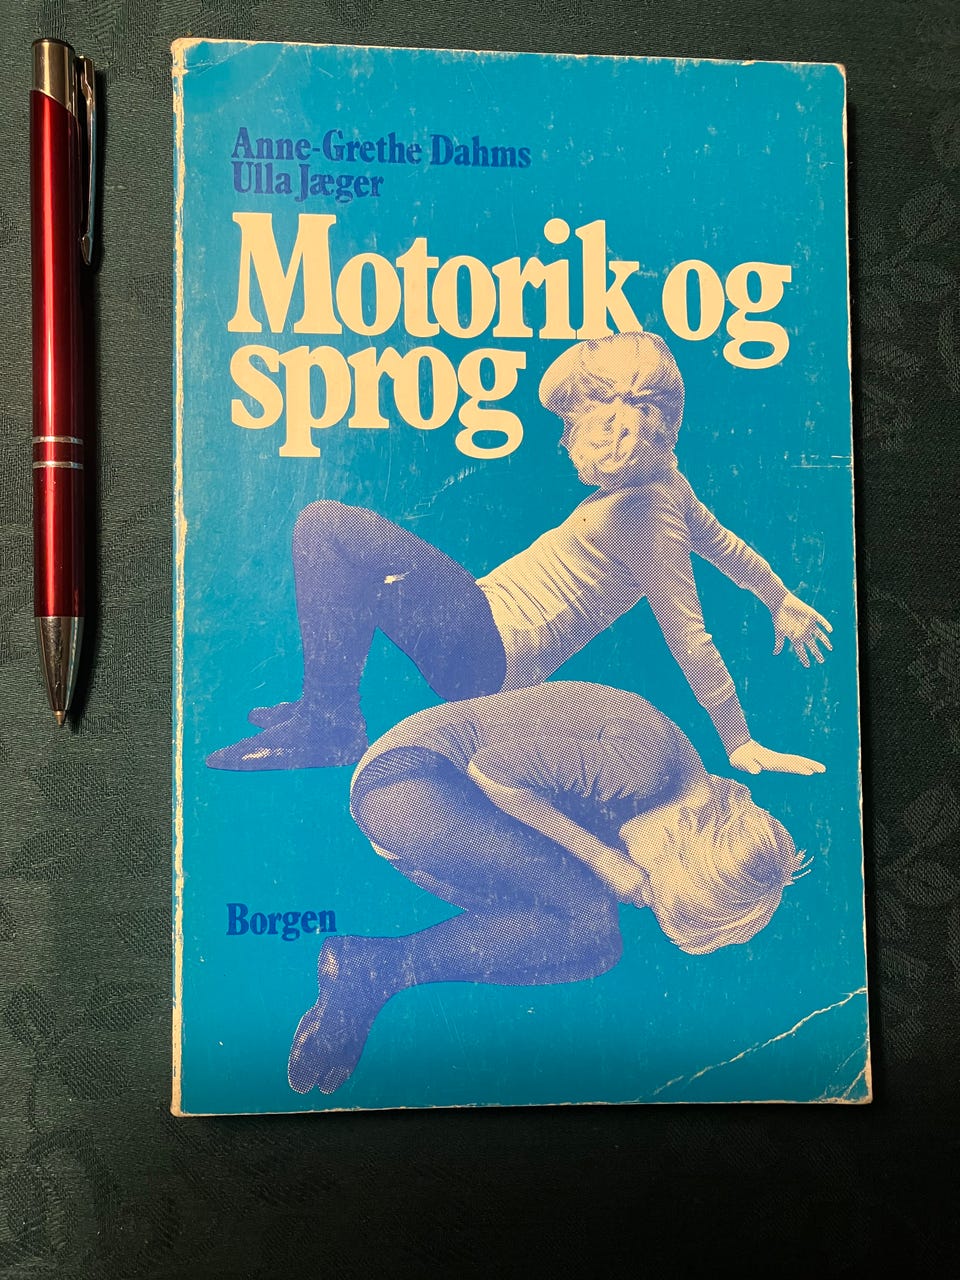 Anne-Grethe Dahms
Ulla Jæger
Motorik og
sprog
Borgen